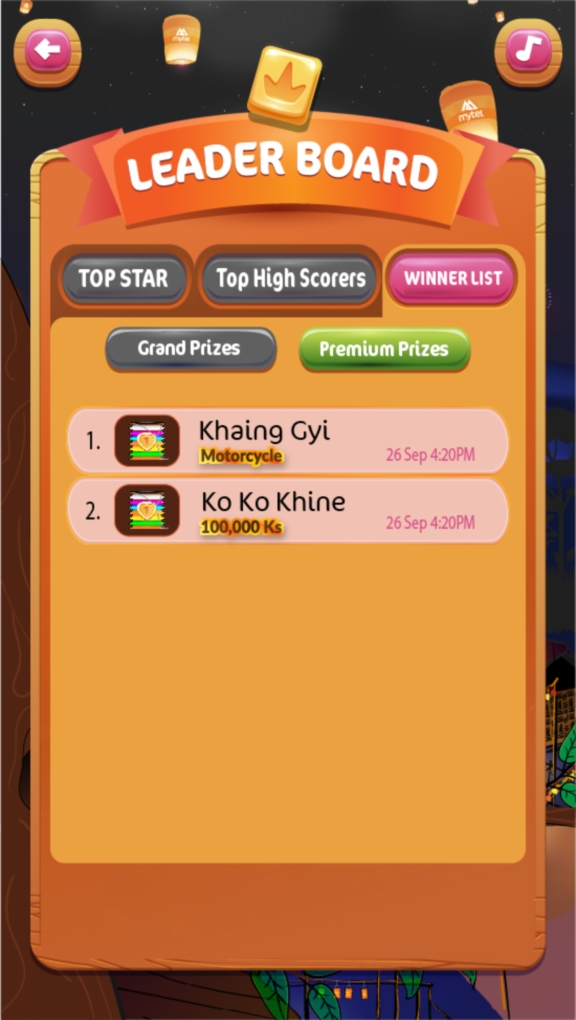 mytel
mytel
LEADER BOARD
TOP STAR
Top High Scorers
WINNER LIST
Grand Prizes
Premium Prizes
1.
Khaing Gyi
Motorcycle
26 Sep 4:20PM
2.
Ko Ko Khine
100,000 Ks
26 Sep 4:20PM